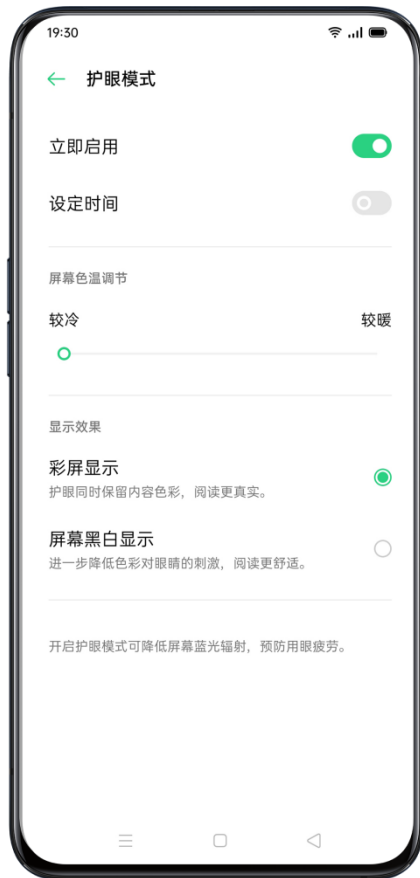 19:30
护眼模式
立即启用
设定时间
屏幕色温调节
较冷 较暖
显示效果
彩屏显示
护眼同时保留内容色彩，阅读更真实。
屏幕黑白显示
进一步降低色彩对眼睛的刺激，阅读更舒适。
开启护眼模式可降低屏幕蓝光辐射，预防用眼疲劳。